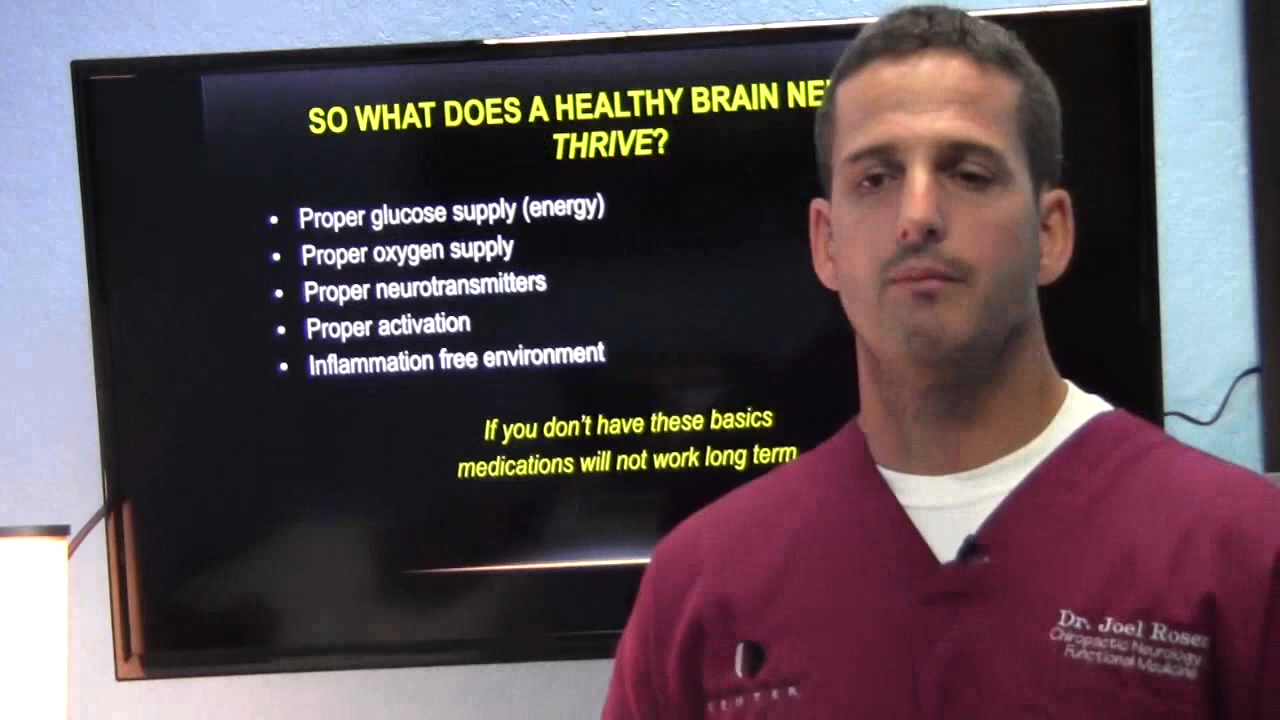 SO WHAT DOES A HEALTHY BRAIN
THRIVE?
• Proper glucose supply (energy)
• Proper oxygen supply
• Proper neurotransmitters
• Proper activation
• Inflammation free environment
If you don't have these basics
medications will not work long term
Dr. Joel Rosen
Chiropractic Neurology
Functional Medicine